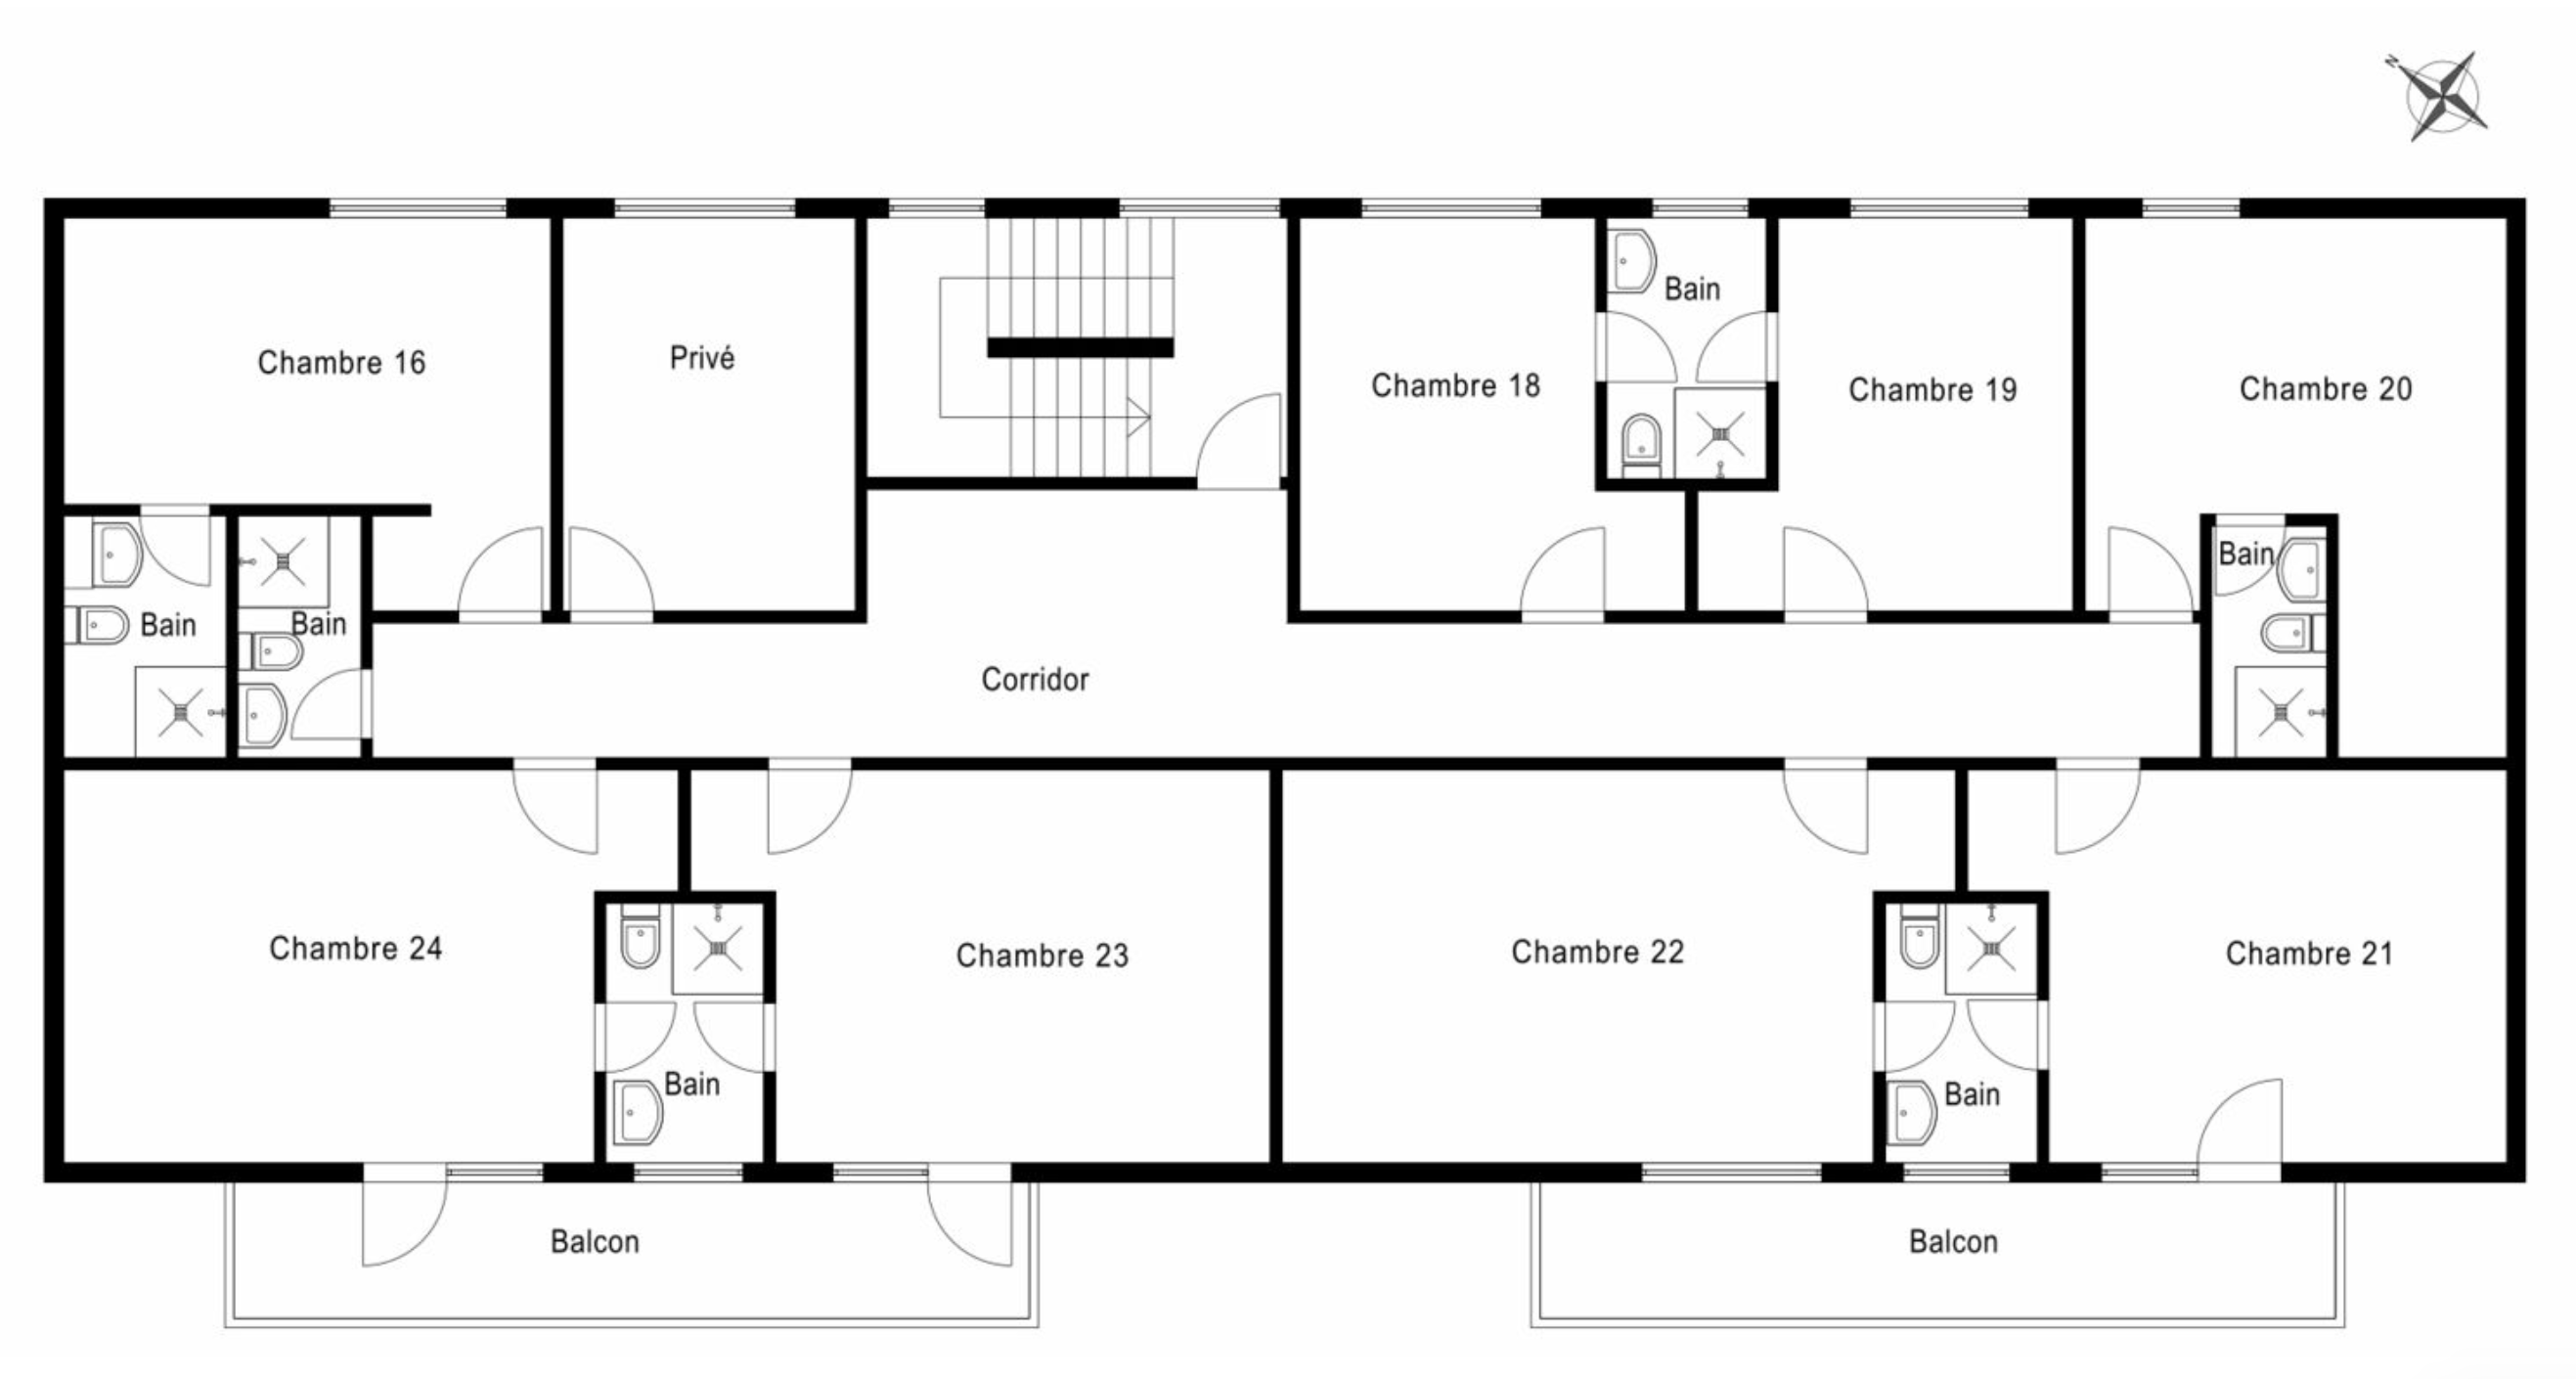 N
Chambre 16
Privé
Chambre 18
Bain
Chambre 19
Chambre 20
Bain
Bain
Bain
Corridor
Chambre 24
Bain
Chambre 23
Chambre 22
Bain
Chambre 21
Balcon
Balcon